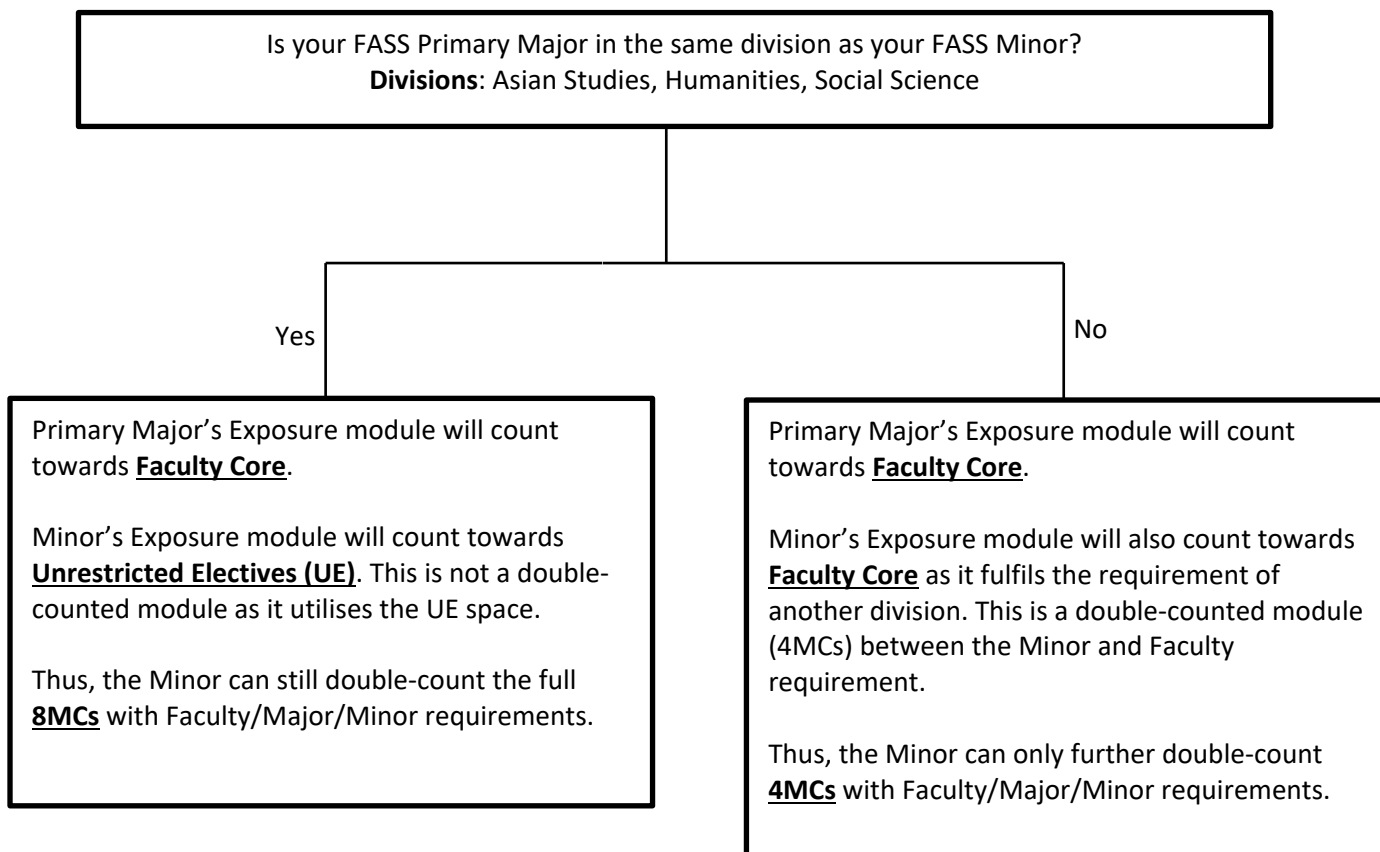 Is your FASS Primary Major in the same division as your FASS Minor?
Divisions: Asian Studies, Humanities, Social Science
Yes
No
Primary Major’s Exposure module will count
towards Faculty Core.
Minor’s Exposure module will count towards
Unrestricted Electives (UE). This is not a double-
counted module as it utilises the UE space.
Thus, the Minor can still double-count the full
8MCs with Faculty/Major/Minor requirements.
Primary Major’s Exposure module will count
towards Faculty Core.
Minor’s Exposure module will also count towards
Faculty Core as it fulfils the requirement of
another division. This is a double-counted module
(4MCs) between the Minor and Faculty
requirement.
Thus, the Minor can only further double-count
4MCs with Faculty/Major/Minor requirements.